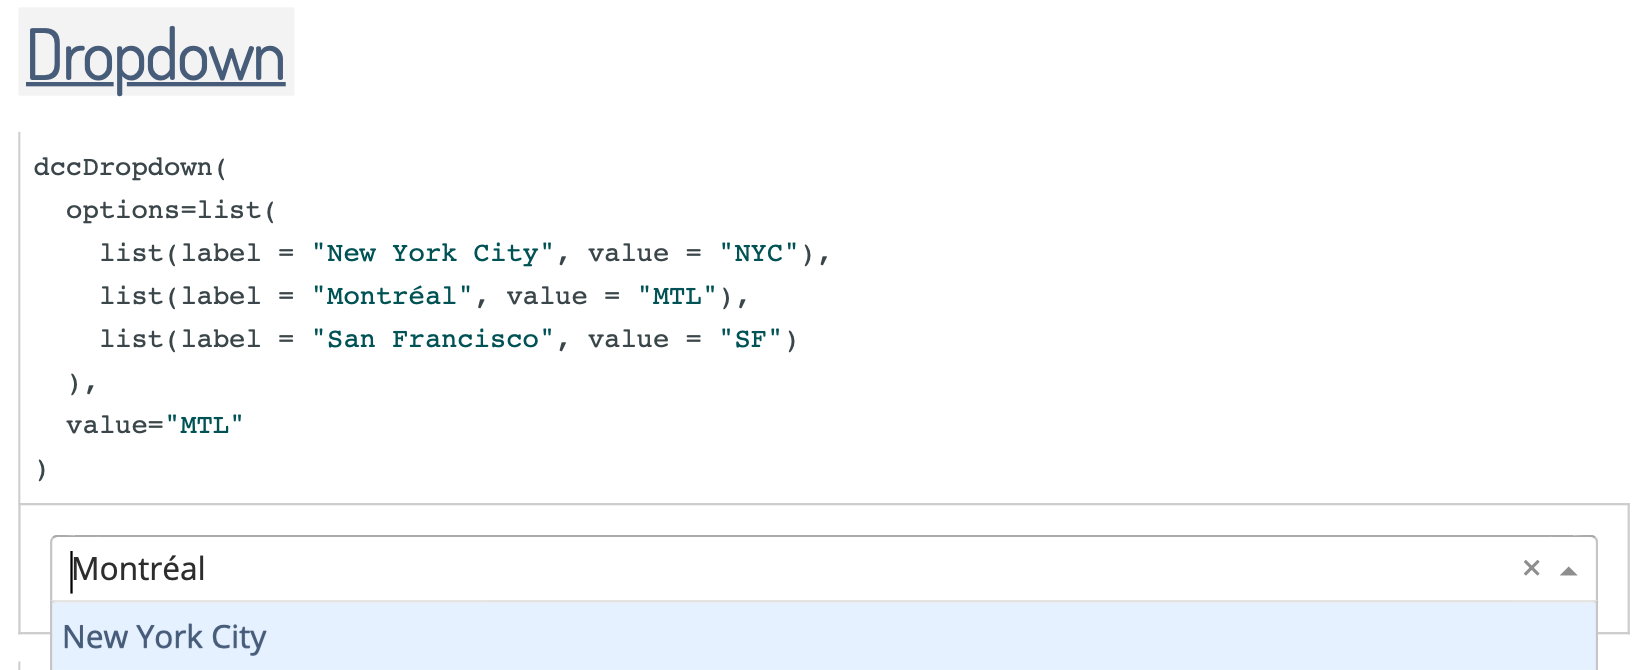 Dropdown
dccDropdown(
  options=list(
    list(label = "New York City", value = "NYC"),
    list(label = "Montréal", value = "MTL"),
    list(label = "San Francisco", value = "SF")
  ),
  value="MTL"
)
Montréal
New York City